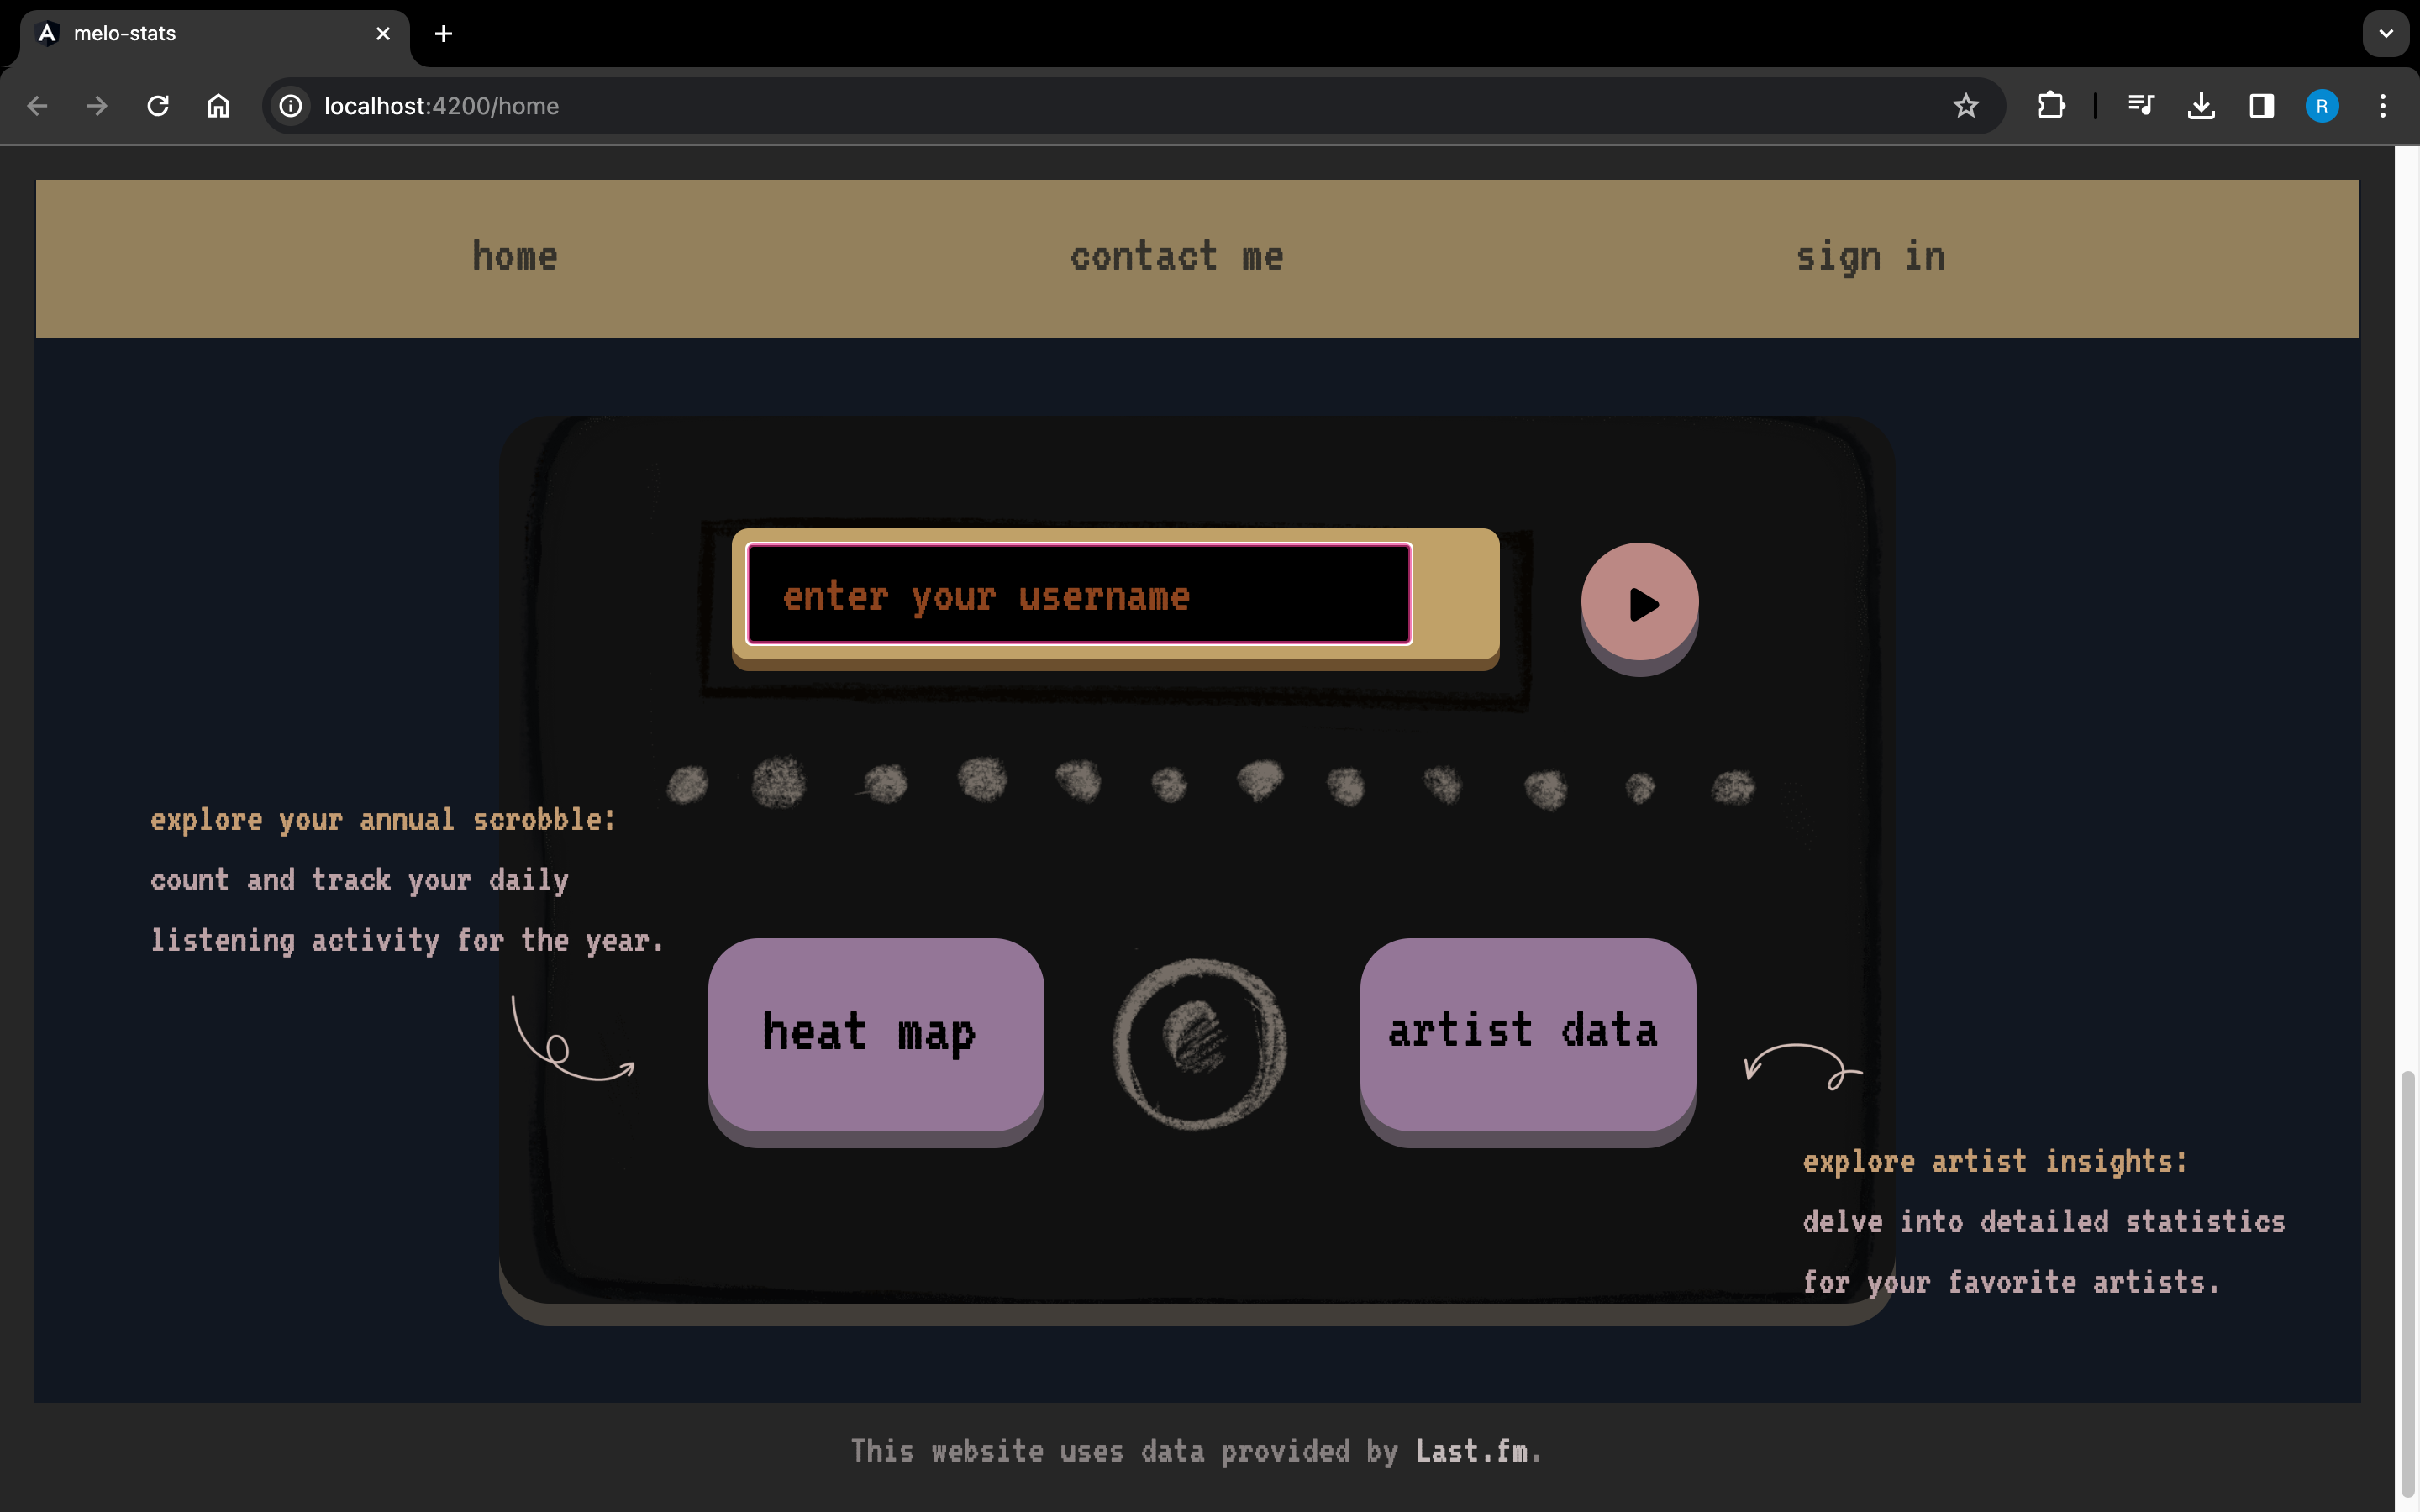 melo-stats
localhost:4200/home
R
home contact me sign in
enter your username
explore your annual scrobble:
count and track your daily
listening activity for the year.
heat map
artist data
explore artist insights:
delve into detailed statistics
for your favorite artists.
This website uses data provided by Last.fm.